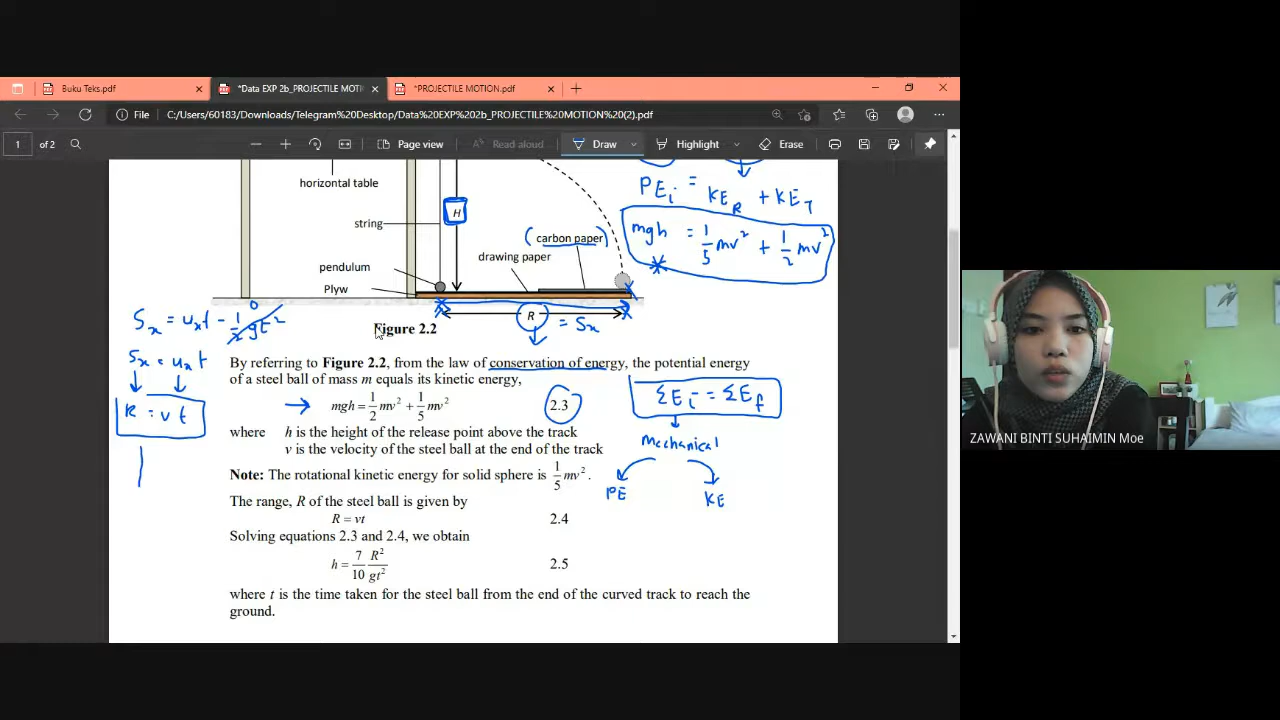 Buku Teks.pdf
*Data EXP 2b_PROJECTILE MOTI
*PROJECTILE MOTION.pdf
File
C:/Users/60183/Downloads/Telegram%20Desktop/Data%20EXP%202b_PROJECTILE%20MOTION%20(2).pdf
1 of 2
Page view
Read aloud
Draw
Highlight
Erase
horizontal table
string
H
(carbon paper)
drawing paper
pendulum
Plyw
R = Sx
Figure 2.2
PEi = KER + KET
mgh = 1/5 mv² + 1/2 mv²
Sx = uxt - 1/2 gt² 0
Sx = uxt
R = vt
By referring to Figure 2.2, from the law of conservation of energy, the potential energy
of a steel ball of mass m equals its kinetic energy,
mgh = 1/2 mv² + 1/5 mv² 2.3
ΣEi = ΣEf
Mechanical
PE KE
where h is the height of the release point above the track
v is the velocity of the steel ball at the end of the track
Note: The rotational kinetic energy for solid sphere is 1/5 mv².
The range, R of the steel ball is given by
R = vt 2.4
Solving equations 2.3 and 2.4, we obtain
h = 7/10 R²/gt² 2.5
where t is the time taken for the steel ball from the end of the curved track to reach the
ground.
ZAWANI BINTI SUHAIMIN Moe